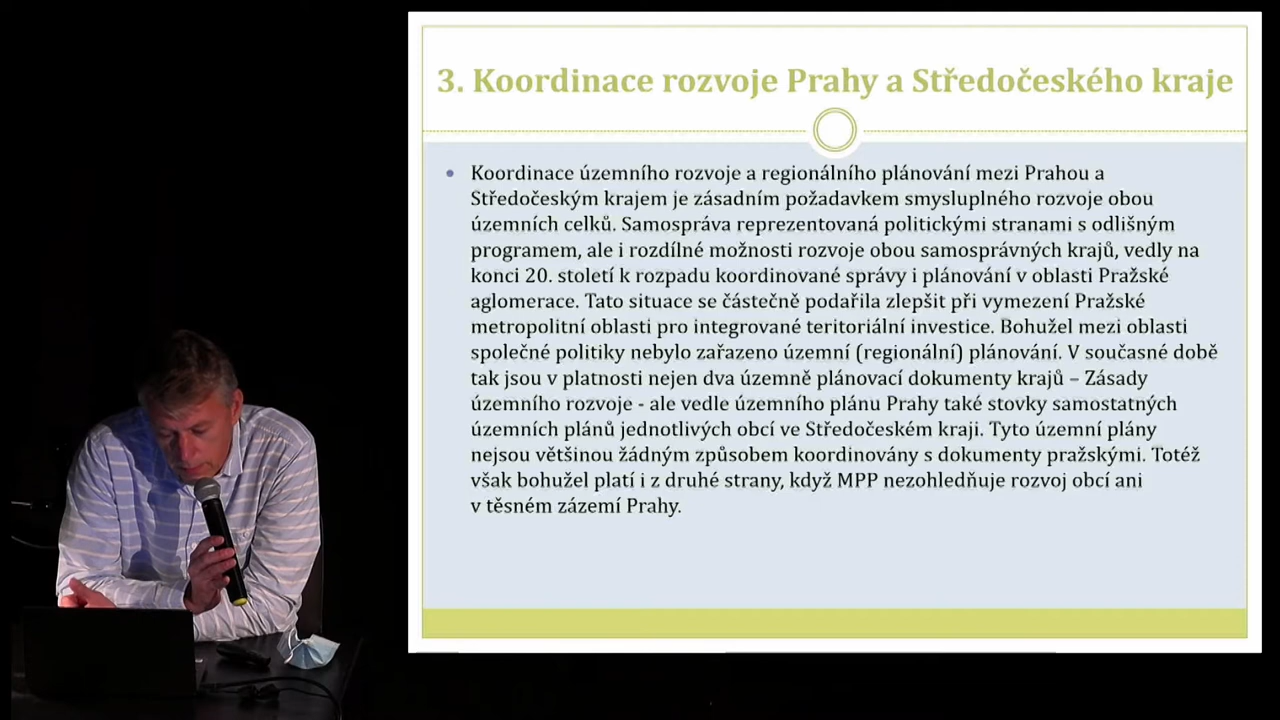 3. Koordinace rozvoje Prahy a Středočeského kraje
• Koordinace územního rozvoje a regionálního plánování mezi Prahou a
Středočeským krajem je zásadním požadavkem smysluplného rozvoje obou
územních celků. Samospráva reprezentovaná politickými stranami s odlišným
programem, ale i rozdílné možnosti rozvoje obou samosprávných krajů, vedly na
konci 20. století k rozpadu koordinované správy i plánování v oblasti Pražské
aglomerace. Tato situace se částečně podařila zlepšit při vymezení Pražské
metropolitní oblasti pro integrované teritoriální investice. Bohužel mezi oblasti
společné politiky nebylo zařazeno územní (regionální) plánování. V současné době
tak jsou v platnosti nejen dva územně plánovací dokumenty krajů – Zásady
územního rozvoje - ale vedle územního plánu Prahy také stovky samostatných
územních plánů jednotlivých obcí ve Středočeském kraji. Tyto územní plány
nejsou většinou žádným způsobem koordinovány s dokumenty pražskými. Totéž
však bohužel platí i z druhé strany, když MPP nezohledňuje rozvoj obcí ani
v těsném zázemí Prahy.